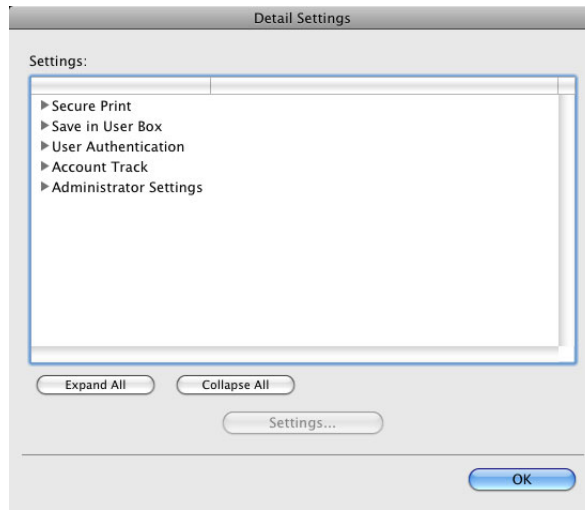 Detail Settings
Settings:
Secure Print
Save in User Box
User Authentication
Account Track
Administrator Settings
Expand All Collapse All
Settings...
OK